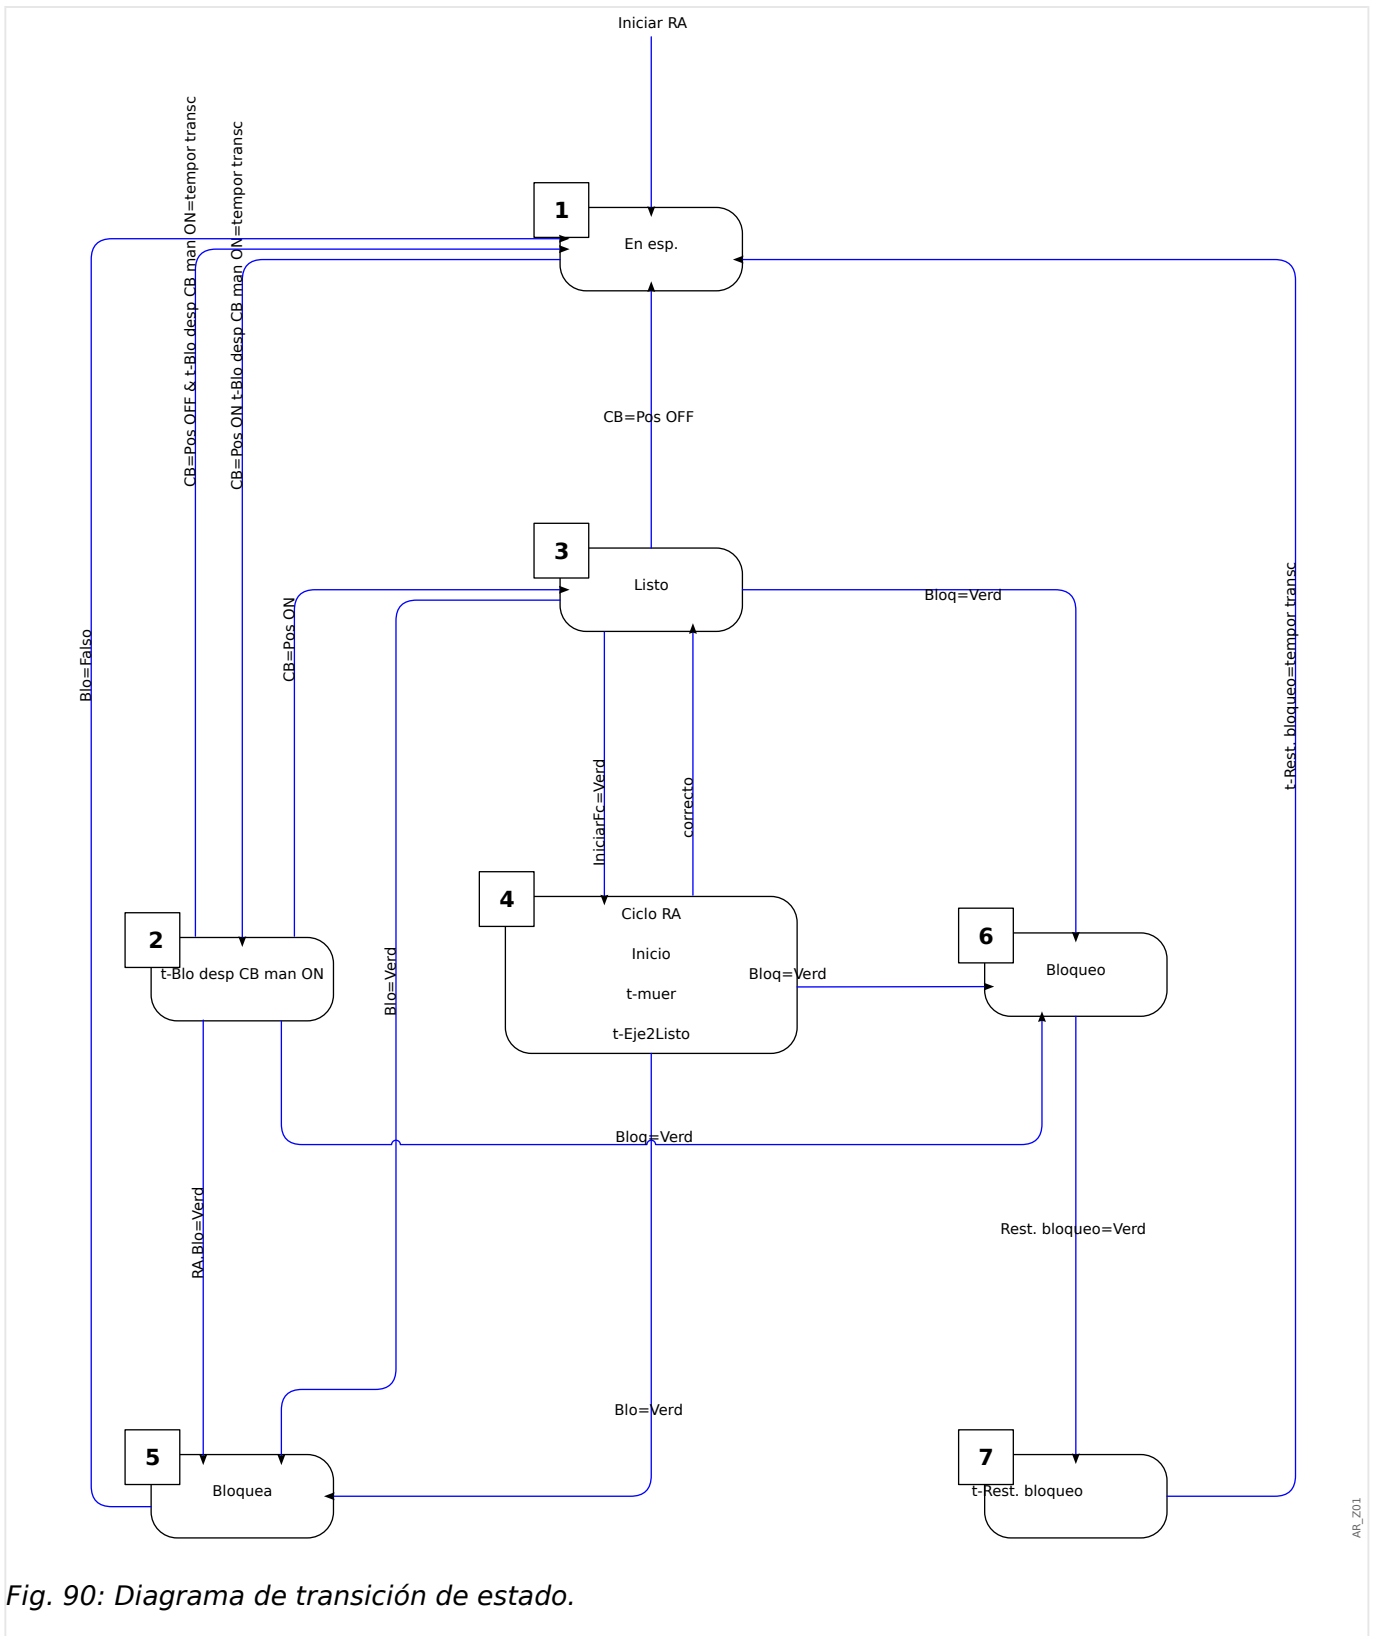 Iniciar RA
CB=Pos OFF & t-Blo desp CB man ON=tempor transc
CB=Pos ON t-Blo desp CB man ON=tempor transc
1
En esp.
CB=Pos OFF
3
Listo
Bloq=Verd
Blo=Falso
CB=Pos ON
t-Rest. bloqueo=tempor transc
IniciarFc=Verd
correcto
4
Ciclo RA
Inicio
t-muer
t-Eje2Listo
Bloq=Verd
2
t-Blo desp CB man ON
Blo=Verd
6
Bloqueo
Bloq=Verd
RA.Blo=Verd
Rest. bloqueo=Verd
Blo=Verd
5
Bloquea
7
t-Rest. bloqueo
AR_Z01
Fig. 90: Diagrama de transición de estado.